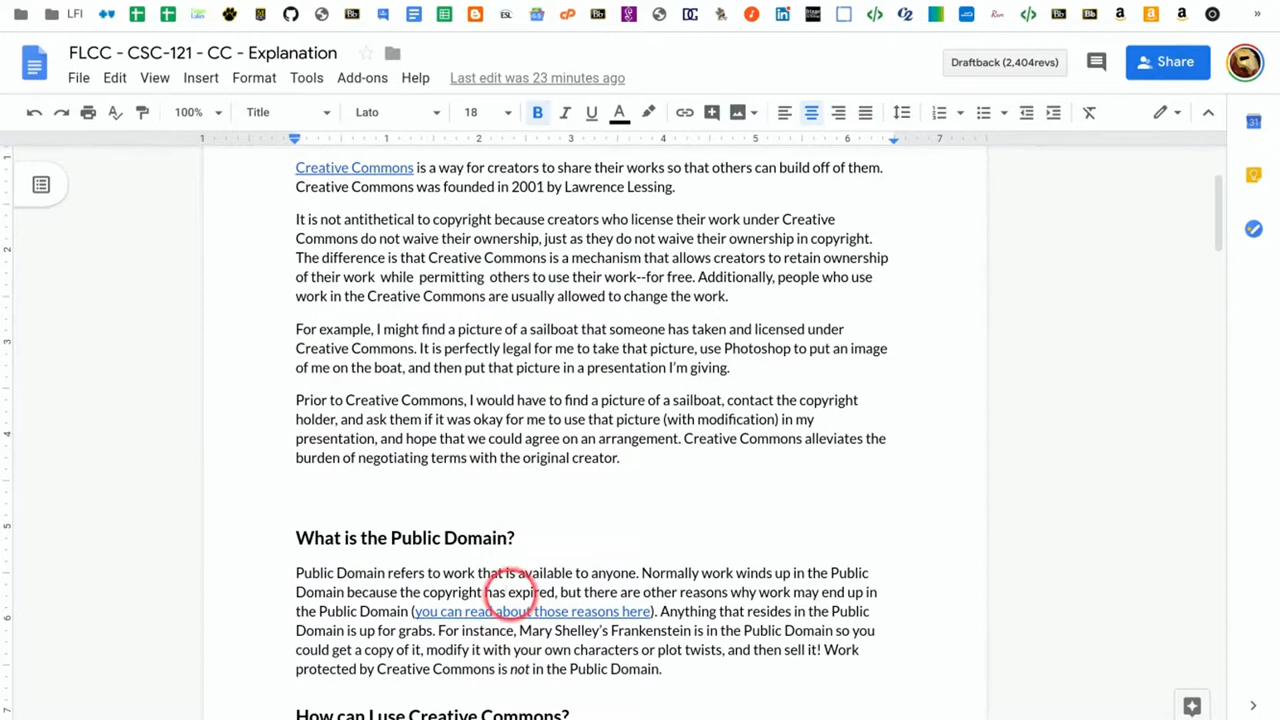 LFI
FLCC - CSC-121 - CC - Explanation
File Edit View Insert Format Tools Add-ons Help Last edit was 23 minutes ago
Draftback (2,404revs)
Share
100% Title Lato 18 B I U A
1 1 2 3 4 5 6 7
Creative Commons is a way for creators to share their works so that others can build off of them.
Creative Commons was founded in 2001 by Lawrence Lessing.
It is not antithetical to copyright because creators who license their work under Creative
Commons do not waive their ownership, just as they do not waive their ownership in copyright.
The difference is that Creative Commons is a mechanism that allows creators to retain ownership
of their work while permitting others to use their work--for free. Additionally, people who use
work in the Creative Commons are usually allowed to change the work.
For example, I might find a picture of a sailboat that someone has taken and licensed under
Creative Commons. It is perfectly legal for me to take that picture, use Photoshop to put an image
of me on the boat, and then put that picture in a presentation I'm giving.
Prior to Creative Commons, I would have to find a picture of a sailboat, contact the copyright
holder, and ask them if it was okay for me to use that picture (with modification) in my
presentation, and hope that we could agree on an arrangement. Creative Commons alleviates the
burden of negotiating terms with the original creator.
What is the Public Domain?
Public Domain refers to work that is available to anyone. Normally work winds up in the Public
Domain because the copyright has expired, but there are other reasons why work may end up in
the Public Domain (you can read about those reasons here). Anything that resides in the Public
Domain is up for grabs. For instance, Mary Shelley's Frankenstein is in the Public Domain so you
could get a copy of it, modify it with your own characters or plot twists, and then sell it! Work
protected by Creative Commons is not in the Public Domain.
How can I use Creative Commons?